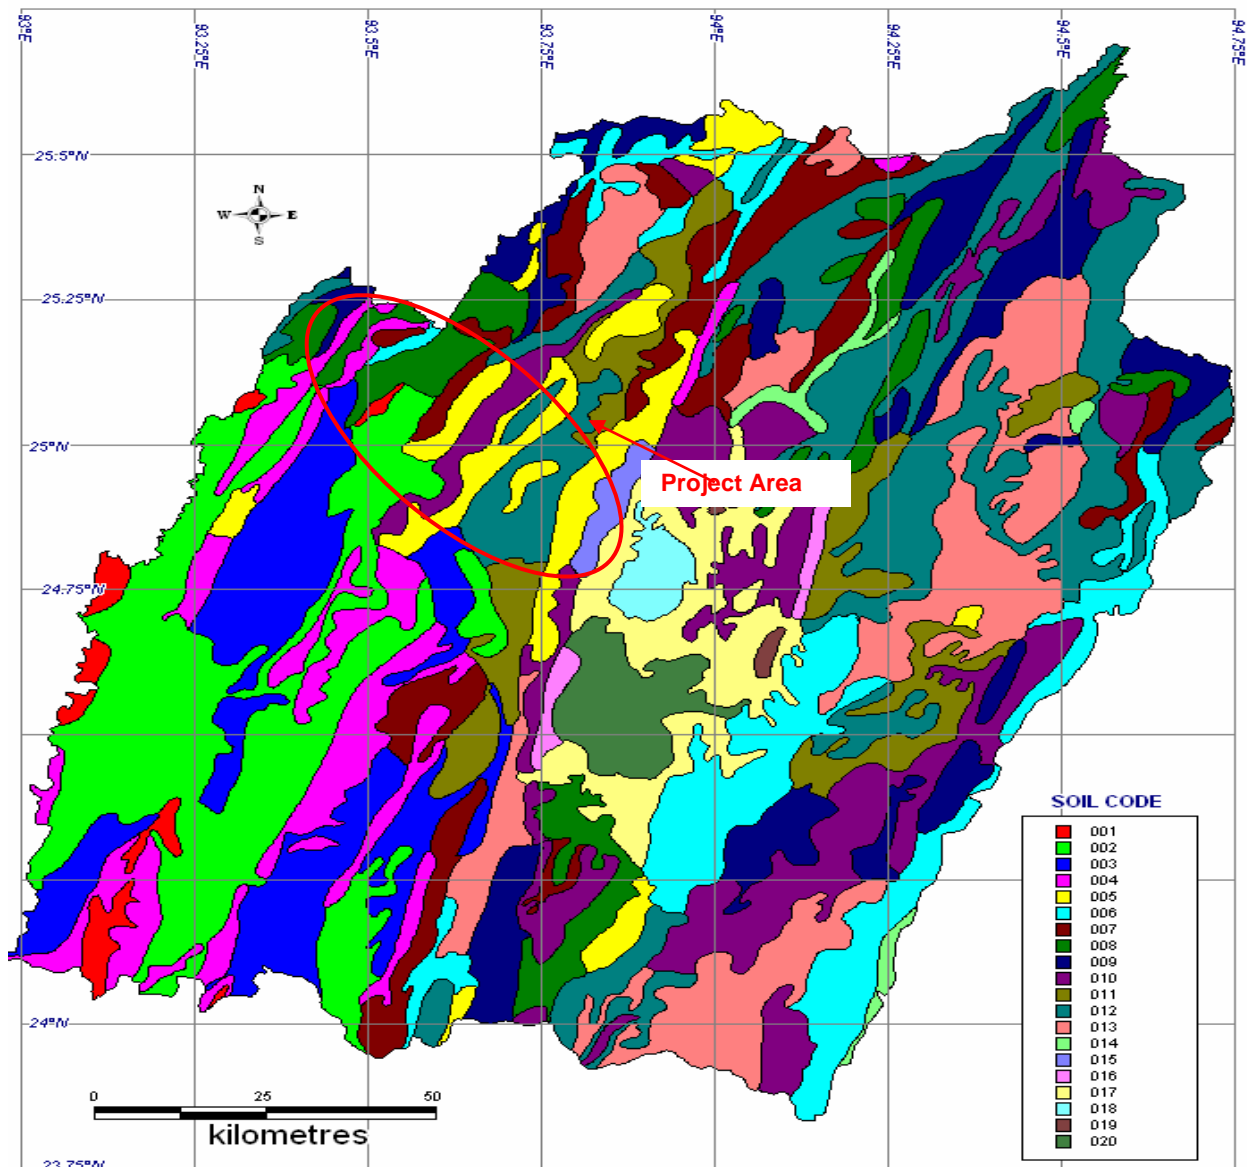 93°E 93.25°E 93.5°E 93.75°E 94°E 94.25°E 94.5°E 94.75°E
25.5°N
N
W E
S
25.25°N
25°N
Project Area
24.75°N
SOIL CODE
001
002
003
004
005
006
007
008
009
010
011
012
013
014
015
016
017
018
019
020
24°N
0 25 50
kilometres
23.75°N